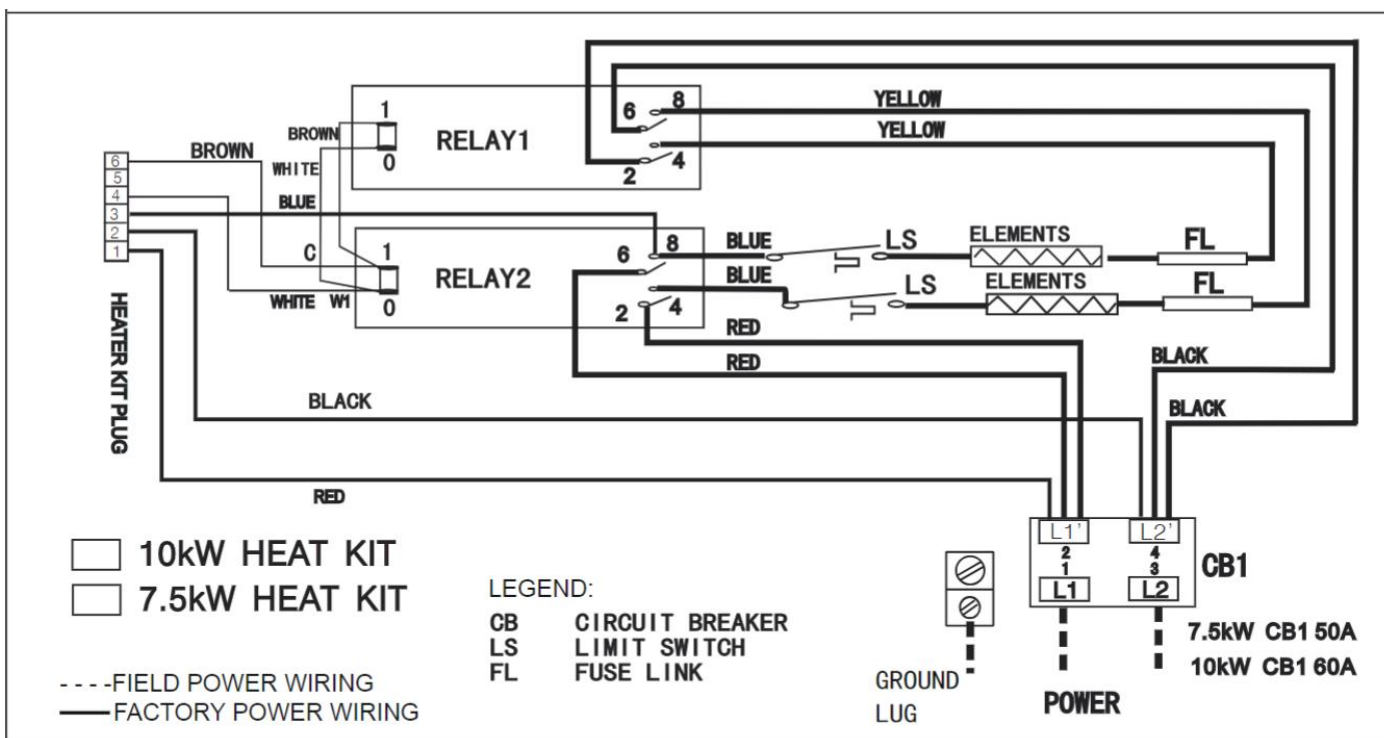 1
6 8
YELLOW
BROWN
RELAY1
YELLOW
BROWN
6
WHITE
0
4
5
2
4
BLUE
3
C
1
6 8
BLUE
LS
ELEMENTS
FL
2
RELAY2
BLUE
LS
ELEMENTS
FL
1
WHITE W1
0
2 4
RED
RED
BLACK
HEATER KIT PLUG
BLACK
BLACK
RED
L1' L2'
10kW HEAT KIT
2 4
1 3
CB1
LEGEND:
7.5kW HEAT KIT
L1 L2
CB CIRCUIT BREAKER
7.5kW CB1 50A
LS LIMIT SWITCH
10kW CB1 60A
FL FUSE LINK
- - - -FIELD POWER WIRING
GROUND
LUG
POWER
FACTORY POWER WIRING